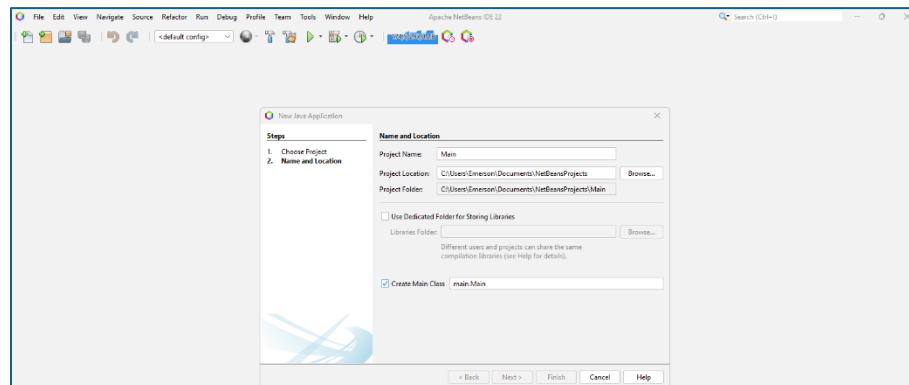 File Edit View Navigate Source Refactor Run Debug Profile Team Tools Window Help Apache NetBeans IDE 22 Search (Ctrl+I)
<default config>
New Java Application
Steps
1. Choose Project
2. Name and Location
Name and Location
Project Name: Main
Project Location: C:\Users\Emerson\Documents\NetBeansProjects Browse...
Project Folder: C:\Users\Emerson\Documents\NetBeansProjects\Main
Use Dedicated Folder for Storing Libraries
Libraries Folder: Browse...
Different users and projects can share the same
compilation libraries (see Help for details).
Create Main Class main.Main
< Back Next > Finish Cancel Help